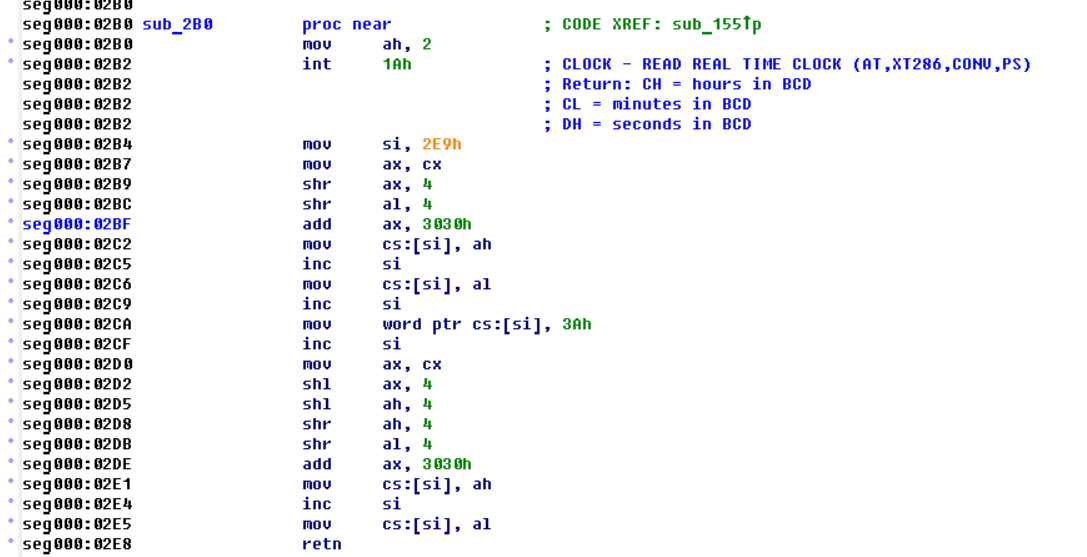 seg000:02B0
seg000:02B0 sub_2B0 proc near ; CODE XREF: sub_155↑p
seg000:02B0 mov ah, 2
seg000:02B2 int 1Ah ; CLOCK - READ REAL TIME CLOCK (AT,XT286,CONV,PS)
seg000:02B2 ; Return: CH = hours in BCD
seg000:02B2 ; CL = minutes in BCD
seg000:02B2 ; DH = seconds in BCD
seg000:02B4 mov si, 2E9h
seg000:02B7 mov ax, cx
seg000:02B9 shr ax, 4
seg000:02BC shr al, 4
seg000:02BF add ax, 3030h
seg000:02C2 mov cs:[si], ah
seg000:02C5 inc si
seg000:02C6 mov cs:[si], al
seg000:02C9 inc si
seg000:02CA mov word ptr cs:[si], 3Ah
seg000:02CF inc si
seg000:02D0 mov ax, cx
seg000:02D2 shl ax, 4
seg000:02D5 shl ah, 4
seg000:02D8 shr ah, 4
seg000:02DB shr al, 4
seg000:02DE add ax, 3030h
seg000:02E1 mov cs:[si], ah
seg000:02E4 inc si
seg000:02E5 mov cs:[si], al
seg000:02E8 retn